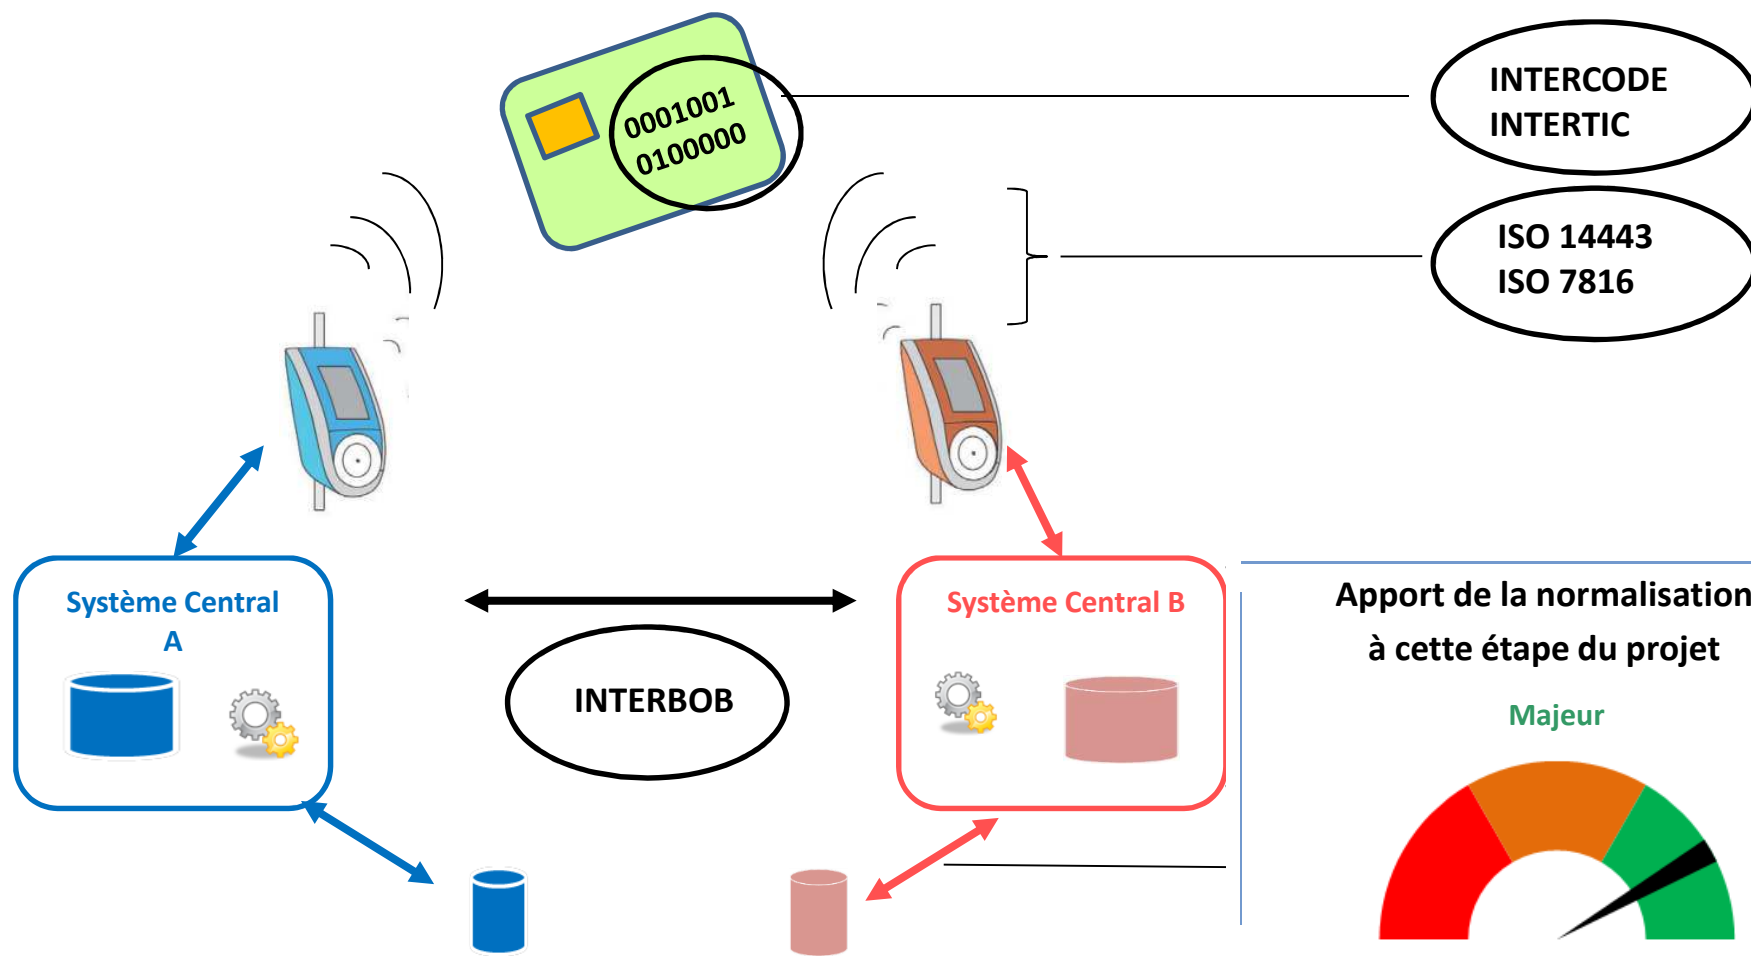 0001001
0100000
INTERCODE
INTERTIC
ISO 14443
ISO 7816
Système Central
A
INTERBOB
Système Central B
Apport de la normalisation
à cette étape du projet
Majeur